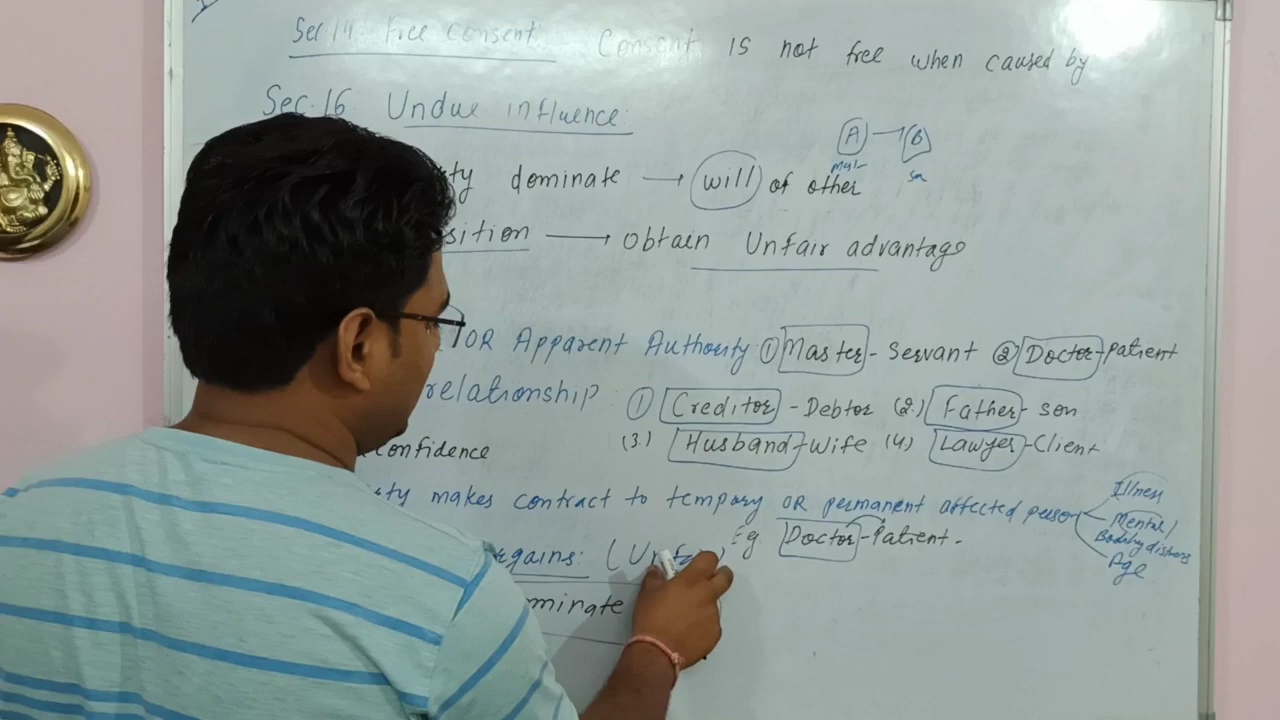 Sec 14 Free Consent Consent is not free when caused by
Sec.16 Undue influence:
A B
ty dominate → will of other
sition → obtain Unfair advantage
OR Apparent Authority ① Master - Servant ② Doctor - Patient
relationship : ① Creditor - Debtor (2.) Father - son
confidence (3.) Husband - Wife (4) Lawyer - Client
ty makes contract to tempary OR permanent affected person
Illness
Mental/
Bodily distress
Age
Eg Doctor - Patient.
gains: (Unfa
minate